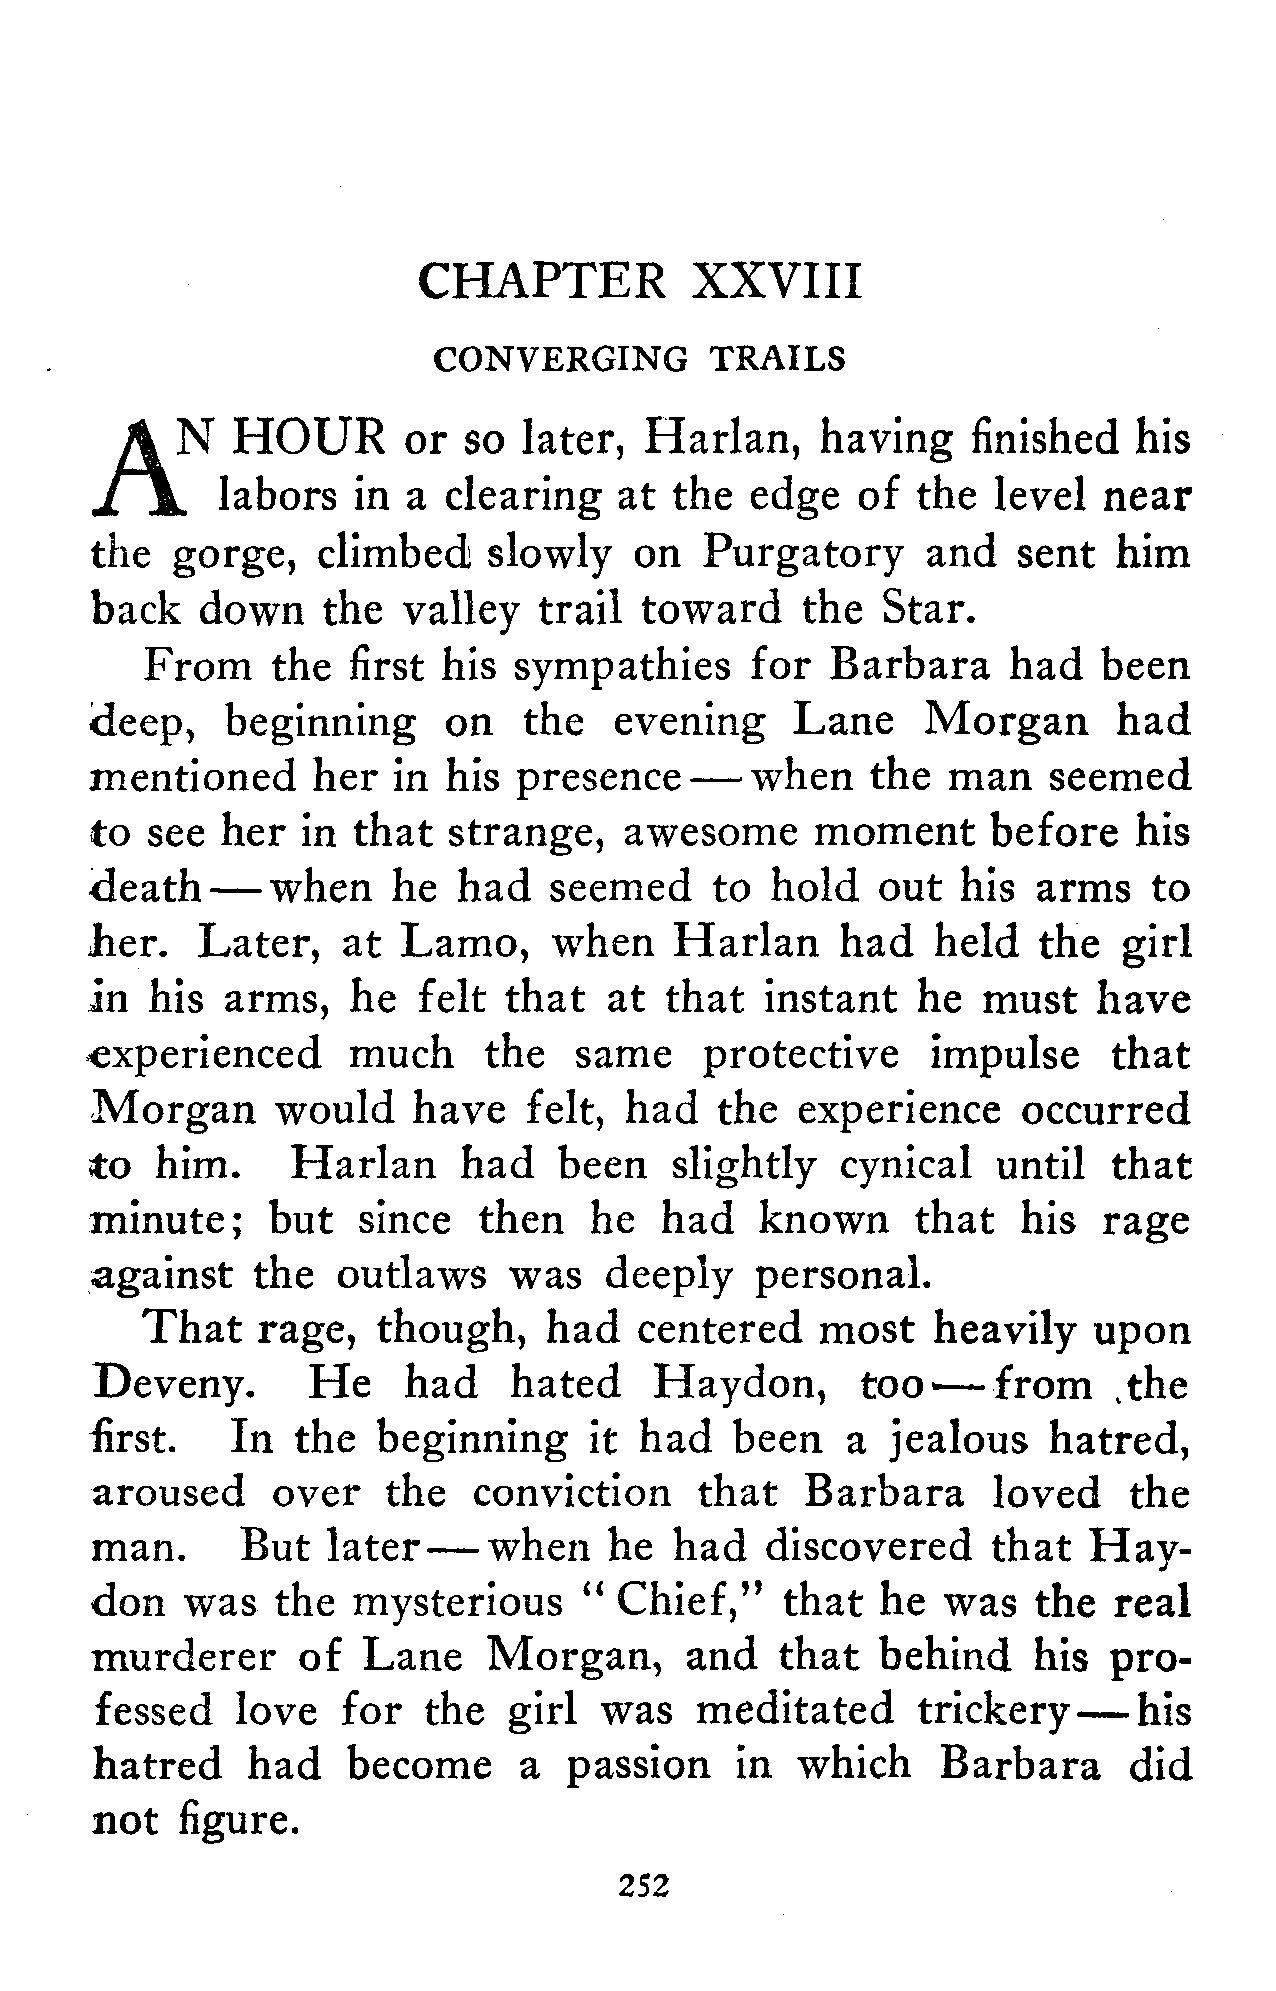 CHAPTER XXVIII
CONVERGING TRAILS
AN HOUR or so later, Harlan, having finished his
labors in a clearing at the edge of the level near
the gorge, climbed slowly on Purgatory and sent him
back down the valley trail toward the Star.
From the first his sympathies for Barbara had been
deep, beginning on the evening Lane Morgan had
mentioned her in his presence—when the man seemed
to see her in that strange, awesome moment before his
death—when he had seemed to hold out his arms to
her. Later, at Lamo, when Harlan had held the girl
in his arms, he felt that at that instant he must have
experienced much the same protective impulse that
Morgan would have felt, had the experience occurred
to him. Harlan had been slightly cynical until that
minute; but since then he had known that his rage
against the outlaws was deeply personal.
That rage, though, had centered most heavily upon
Deveny. He had hated Haydon, too—from the
first. In the beginning it had been a jealous hatred,
aroused over the conviction that Barbara loved the
man. But later—when he had discovered that Hay-
don was the mysterious "Chief," that he was the real
murderer of Lane Morgan, and that behind his pro-
fessed love for the girl was meditated trickery—his
hatred had become a passion in which Barbara did
not figure.
252